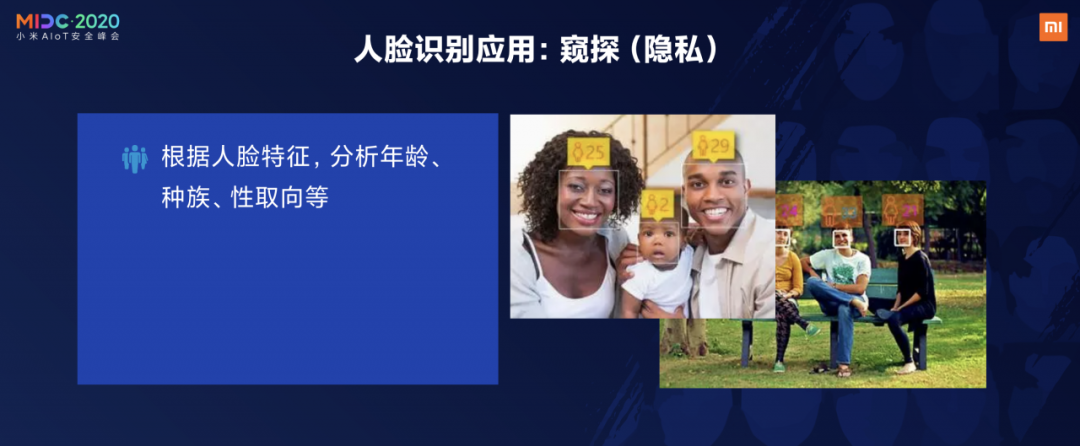 MIDC·2020
小米AIoT安全峰会
人脸识别应用：窥探（隐私）
mi
根据人脸特征，分析年龄、
种族、性取向等
25
29
2